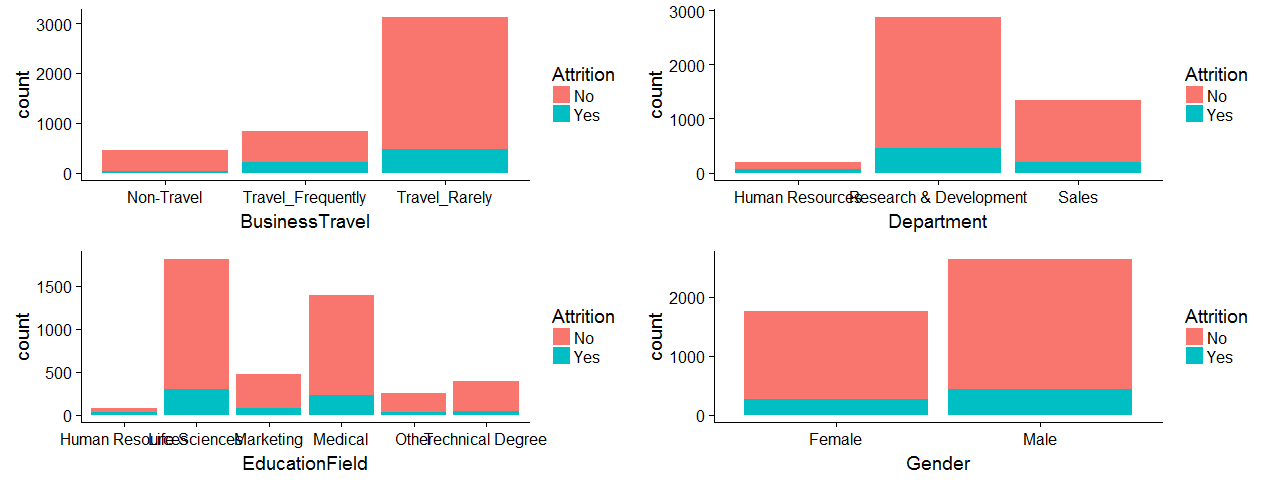 3000
2000
1000
0
count
Non-Travel
Travel_Frequently
Travel_Rarely
BusinessTravel
Attrition
No
Yes
3000
2000
1000
0
count
Human Resources
Research & Development
Sales
Department
Attrition
No
Yes
1500
1000
500
0
count
Human Resources
Life Sciences
Marketing
Medical
Other
Technical Degree
EducationField
Attrition
No
Yes
2000
1000
0
count
Female
Male
Gender
Attrition
No
Yes